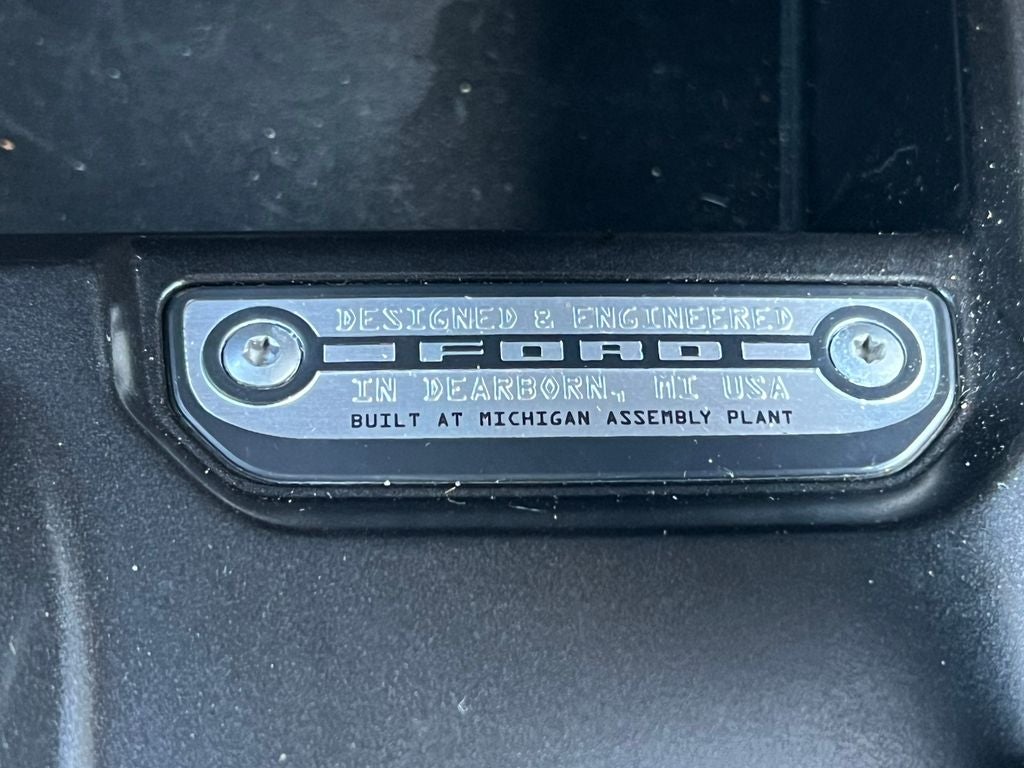 DESIGNED & ENGINEERED
FORD
IN DEARBORN, MI USA
BUILT AT MICHIGAN ASSEMBLY PLANT